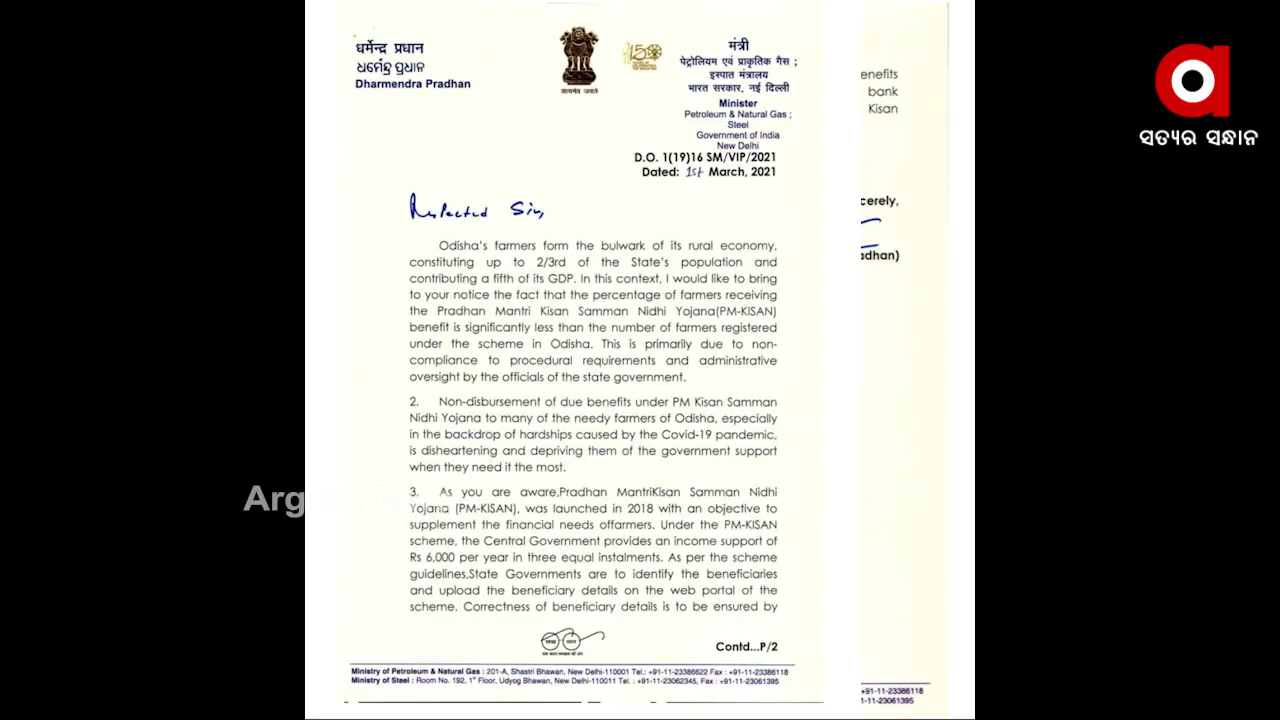 धर्मेन्द्र प्रधान
ଧର୍ମେନ୍ଦ୍ର ପ୍ରଧାନ
Dharmendra Pradhan
सत्यमेव जयते
मंत्री
पेट्रोलियम एवं प्राकृतिक गैस ;
इस्पात मंत्रालय
भारत सरकार, नई दिल्ली
Minister
Petroleum & Natural Gas ;
Steel
Government of India
New Delhi
D.O. 1(19)16 SM/VIP/2021
Dated: 1st March, 2021
Respected Sir,
Odisha's farmers form the bulwark of its rural economy,
constituting up to 2/3rd of the State's population and
contributing a fifth of its GDP. In this context, I would like to bring
to your notice the fact that the percentage of farmers receiving
the Pradhan Mantri Kisan Samman Nidhi Yojana(PM-KISAN)
benefit is significantly less than the number of farmers registered
under the scheme in Odisha. This is primarily due to non-
compliance to procedural requirements and administrative
oversight by the officials of the state government.
2. Non-disbursement of due benefits under PM Kisan Samman
Nidhi Yojana to many of the needy farmers of Odisha, especially
in the backdrop of hardships caused by the Covid-19 pandemic,
is disheartening and depriving them of the government support
when they need it the most.
3. As you are aware,Pradhan MantriKisan Samman Nidhi
Yojana (PM-KISAN), was launched in 2018 with an objective to
supplement the financial needs offarmers. Under the PM-KISAN
scheme, the Central Government provides an income support of
Rs 6,000 per year in three equal instalments. As per the scheme
guidelines,State Governments are to identify the beneficiaries
and upload the beneficiary details on the web portal of the
scheme. Correctness of beneficiary details is to be ensured by
Contd...P/2
Ministry of Petroleum & Natural Gas : 201-A, Shastri Bhawan, New Delhi-110001 Tel.: +91-11-23386622 Fax : +91-11-23386118
Ministry of Steel : Room No. 192, 1st Floor, Udyog Bhawan, New Delhi-110011 Tel. : +91-11-23062345, Fax : +91-11-23061395
enefits
bank
Kisan
cerely,
adhan)
+91-11-23386118
1-11-23061395
ସତ୍ୟର ସନ୍ଧାନ